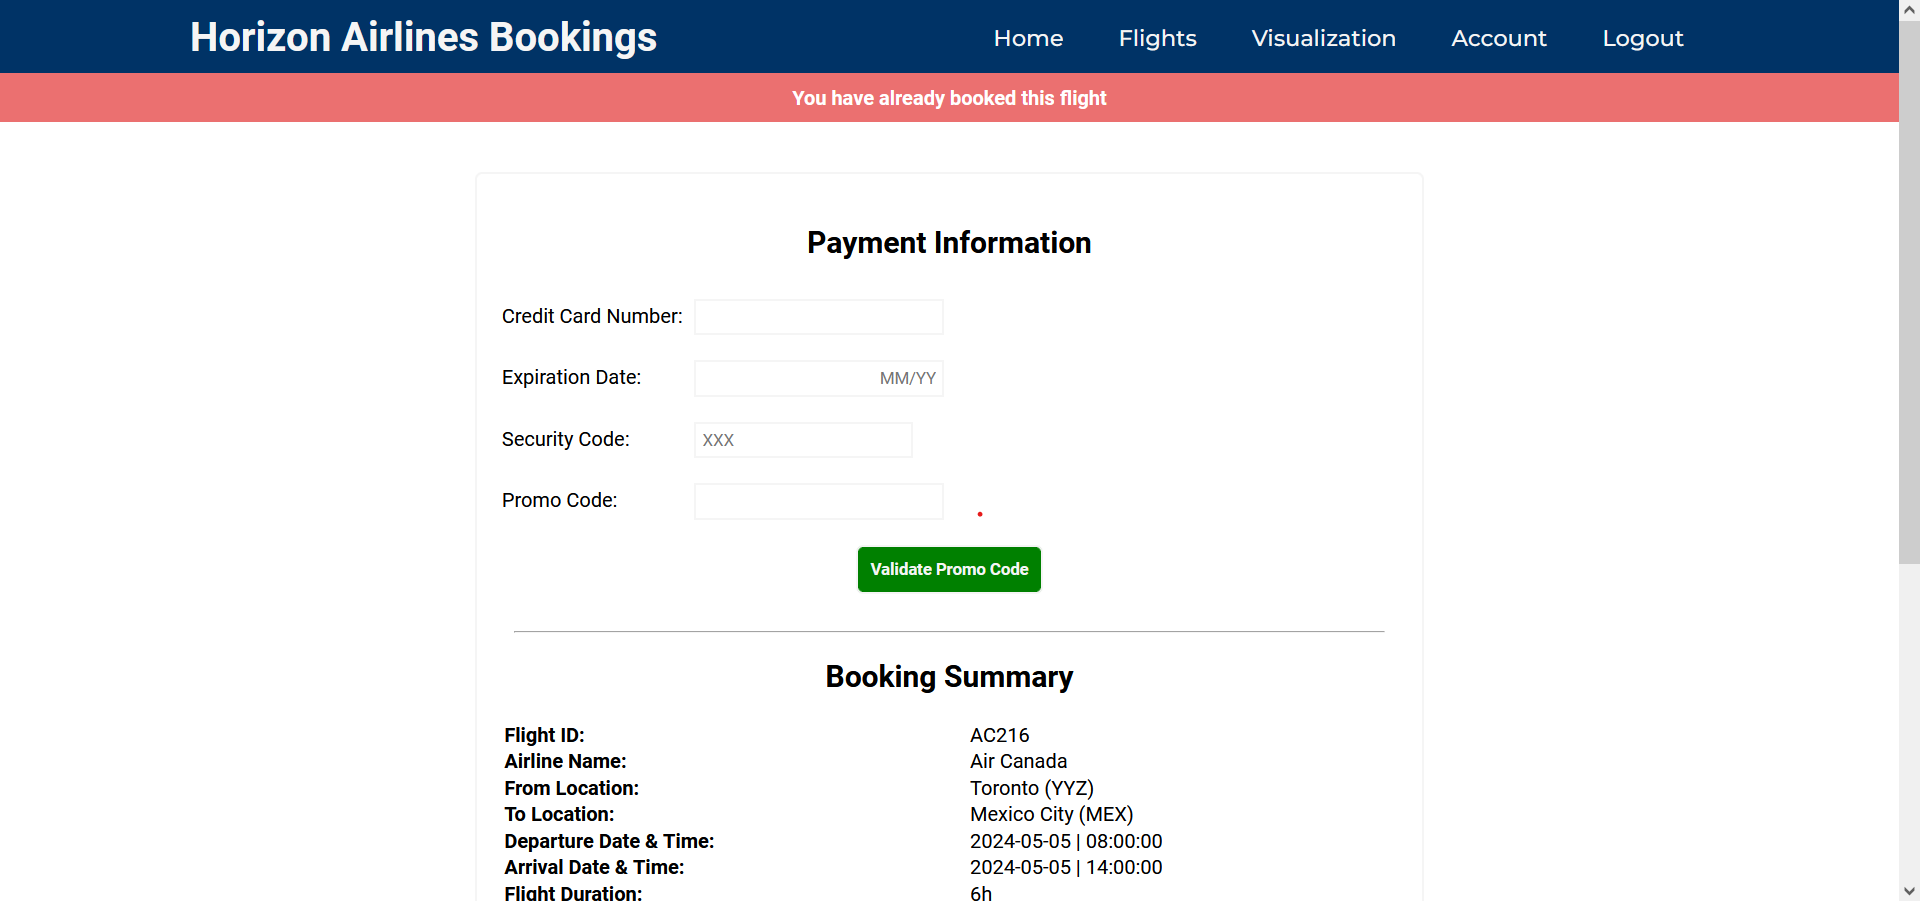 Horizon Airlines Bookings Home Flights Visualization Account Logout
You have already booked this flight
Payment Information
Credit Card Number:
Expiration Date: MM/YY
Security Code: XXX
Promo Code:
Validate Promo Code
Booking Summary
Flight ID: AC216
Airline Name: Air Canada
From Location: Toronto (YYZ)
To Location: Mexico City (MEX)
Departure Date & Time: 2024-05-05 | 08:00:00
Arrival Date & Time: 2024-05-05 | 14:00:00
Flight Duration: 6h